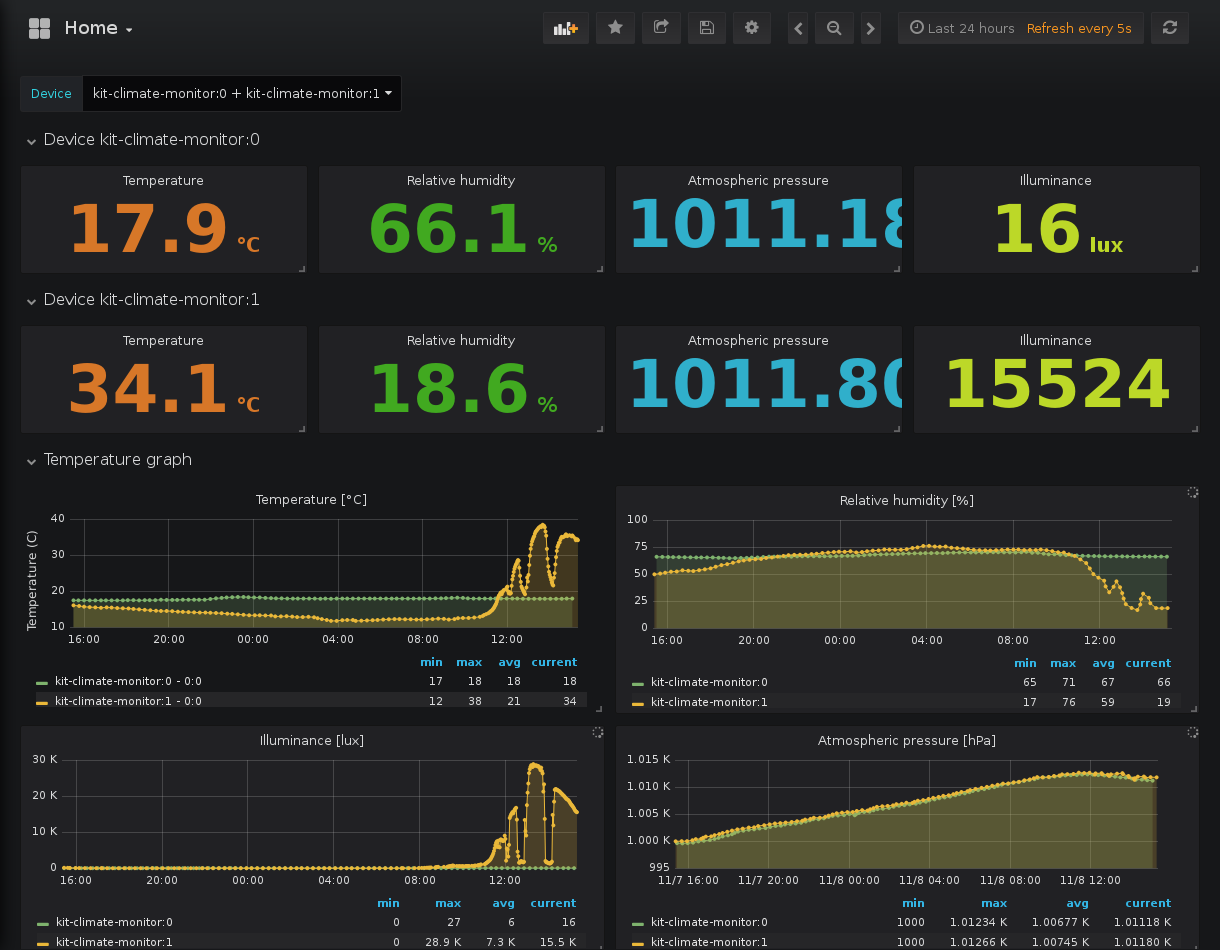 Home
Last 24 hours Refresh every 5s
Device kit-climate-monitor:0 + kit-climate-monitor:1
Device kit-climate-monitor:0
Temperature Relative humidity Atmospheric pressure Illuminance
17.9 °C 66.1 % 1011.18 16 lux
Device kit-climate-monitor:1
Temperature Relative humidity Atmospheric pressure Illuminance
34.1 °C 18.6 % 1011.80 15524
Temperature graph
Temperature [°C]
Temperature (C)
40
30
20
10
16:00 20:00 00:00 04:00 08:00 12:00
min max avg current
kit-climate-monitor:0 - 0:0 17 18 18 18
kit-climate-monitor:1 - 0:0 12 38 21 34
Relative humidity [%]
100
75
50
25
0
16:00 20:00 00:00 04:00 08:00 12:00
min max avg current
kit-climate-monitor:0 65 71 67 66
kit-climate-monitor:1 17 76 59 19
Illuminance [lux]
30 K
20 K
10 K
0
16:00 20:00 00:00 04:00 08:00 12:00
min max avg current
kit-climate-monitor:0 0 27 6 16
kit-climate-monitor:1 0 28.9 K 7.3 K 15.5 K
Atmospheric pressure [hPa]
1.015 K
1.010 K
1.005 K
1.000 K
995
11/7 16:00 11/7 20:00 11/8 00:00 11/8 04:00 11/8 08:00 11/8 12:00
min max avg current
kit-climate-monitor:0 1000 1.01234 K 1.00677 K 1.01118 K
kit-climate-monitor:1 1000 1.01266 K 1.00745 K 1.01180 K